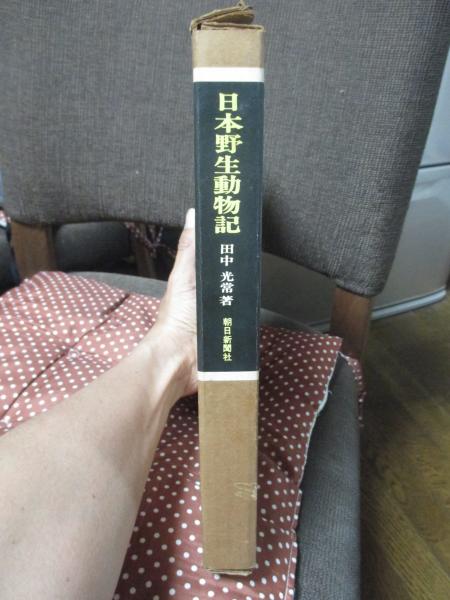 日本野生動物記
田中光常著
朝日新聞社